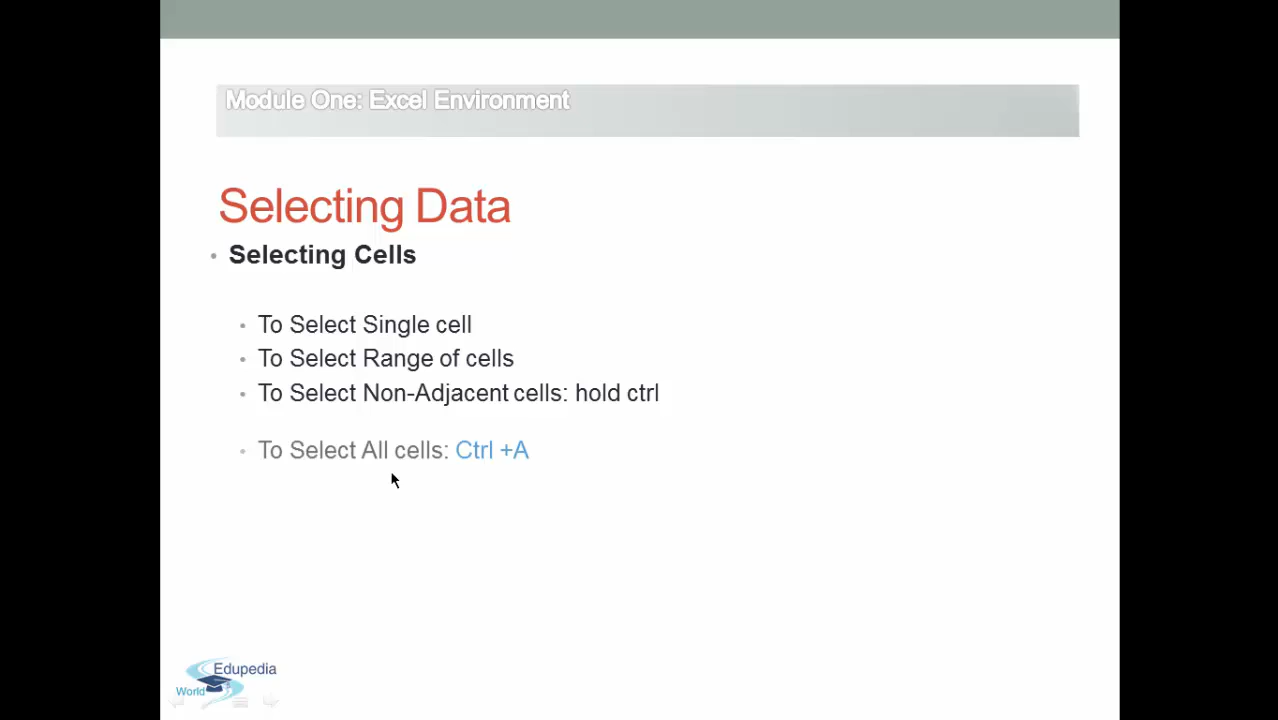 Module One: Excel Environment
Selecting Data
• Selecting Cells
• To Select Single cell
• To Select Range of cells
• To Select Non-Adjacent cells: hold ctrl
• To Select All cells: Ctrl +A
Edupedia
World